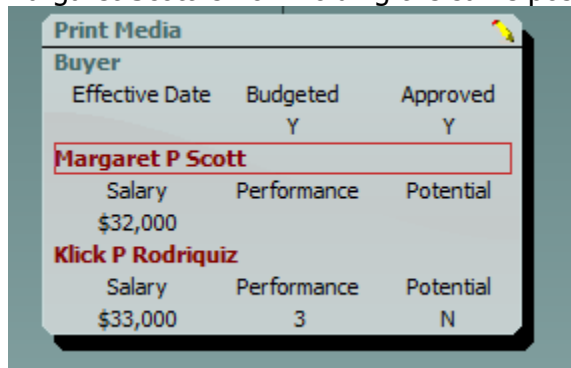 Print Media
Buyer
Effective Date Budgeted Approved
Y Y
Margaret P Scott
Salary Performance Potential
$32,000
Klick P Rodriquiz
Salary Performance Potential
$33,000 3 N